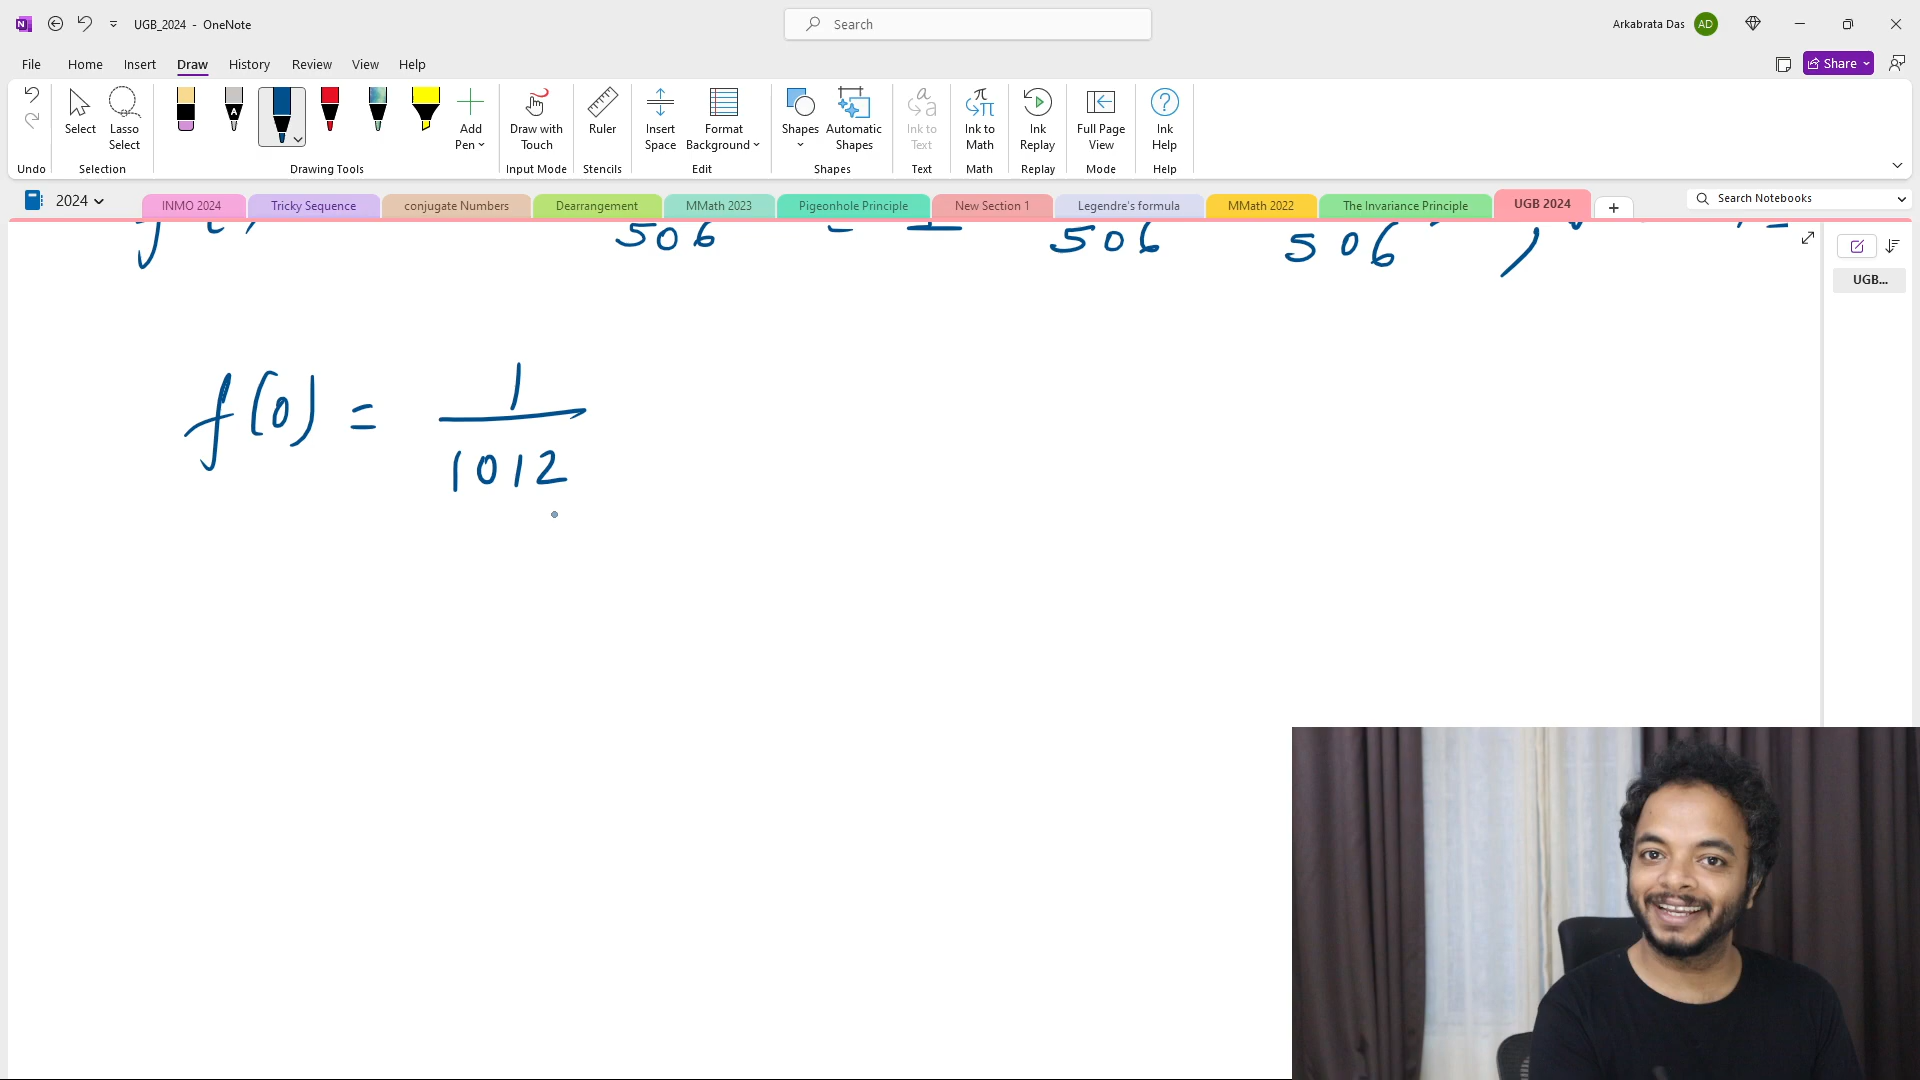 UGB_2024 - OneNote
Search
Arkabrata Das
AD
File Home Insert Draw History Review View Help
Share
Select
Lasso Select
Add Pen
Draw with Touch
Ruler
Insert Space
Format Background
Shapes
Automatic Shapes
Ink to Text
Ink to Math
Ink Replay
Full Page View
Ink Help
Undo Selection Drawing Tools Input Mode Stencils Edit Shapes Text Math Replay Mode Help
2024
INMO 2024
Tricky Sequence
conjugate Numbers
Dearrangement
MMath 2023
Pigeonhole Principle
New Section 1
Legendre's formula
MMath 2022
The Invariance Principle
UGB 2024
+
Search Notebooks
UGB...
506 506 506
f(0) = 1
1012